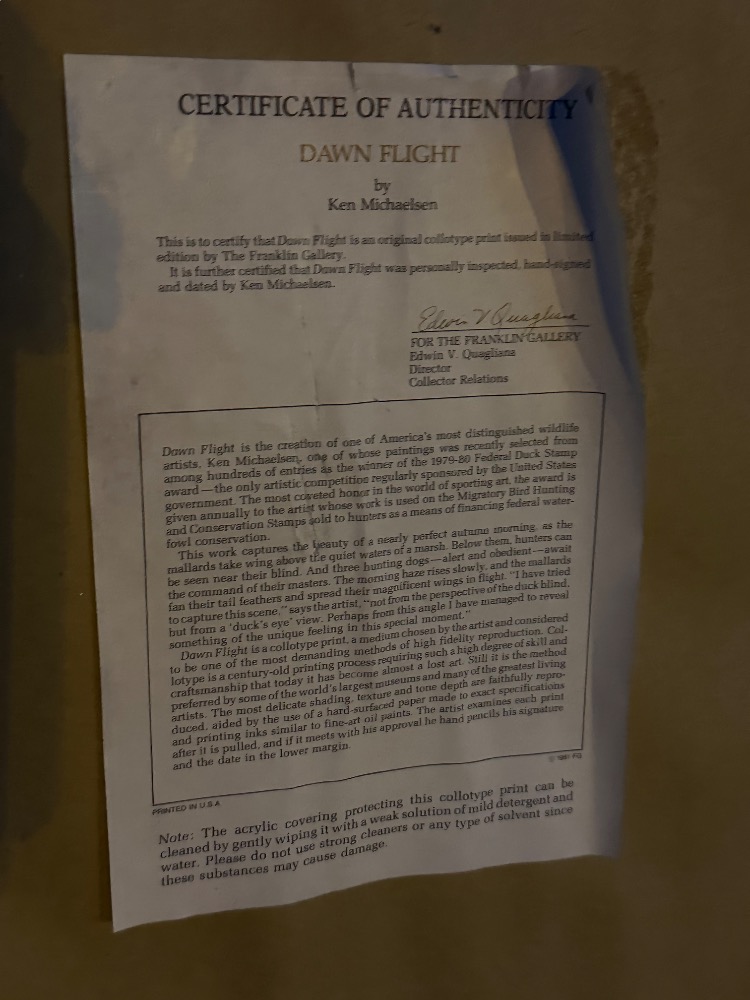 CERTIFICATE OF AUTHENTICITY
DAWN FLIGHT
by
Ken Michaelsen
This is to certify that Dawn Flight is an original collotype print issued in limited
edition by The Franklin Gallery.
It is further certified that Dawn Flight was personally inspected, hand-signed
and dated by Ken Michaelsen.
Edwin V Quagliana
FOR THE FRANKLIN GALLERY
Edwin V. Quagliana
Director
Collector Relations
Dawn Flight is the creation of one of America's most distinguished wildlife
artists, Ken Michaelsen, one of whose paintings was recently selected from
among hundreds of entries as the winner of the 1979-80 Federal Duck Stamp
award—the only artistic competition regularly sponsored by the United States
government. The most coveted honor in the world of sporting art, the award is
given annually to the artist whose work is used on the Migratory Bird Hunting
and Conservation Stamps sold to hunters as a means of financing federal water-
fowl conservation.
This work captures the beauty of a nearly perfect autumn morning, as the
mallards take wing above the quiet waters of a marsh. Below them, hunters can
be seen near their blind. And three hunting dogs—alert and obedient—await
the command of their masters. The morning haze rises slowly, and the mallards
fan their tail feathers and spread their magnificent wings in flight. "I have tried
to capture this scene," says the artist, "not from the perspective of the duck blind,
but from a 'duck's eye' view. Perhaps from this angle I have managed to reveal
something of the unique feeling in this special moment."
Dawn Flight is a collotype print, a medium chosen by the artist and considered
to be one of the most demanding methods of high fidelity reproduction. Col-
lotype is a century-old printing process requiring such a high degree of skill and
craftsmanship that today it has become almost a lost art. Still it is the method
preferred by some of the world's largest museums and many of the greatest living
artists. The most delicate shading, texture and tone depth are faithfully repro-
duced, aided by the use of a hard-surfaced paper made to exact specifications
and printing inks similar to fine-art oil paints. The artist examines each print
after it is pulled, and if it meets with his approval he hand pencils his signature
and the date in the lower margin.
PRINTED IN U S A
© 1981 FG
Note: The acrylic covering protecting this collotype print can be
cleaned by gently wiping it with a weak solution of mild detergent and
water. Please do not use strong cleaners or any type of solvent since
these substances may cause damage.